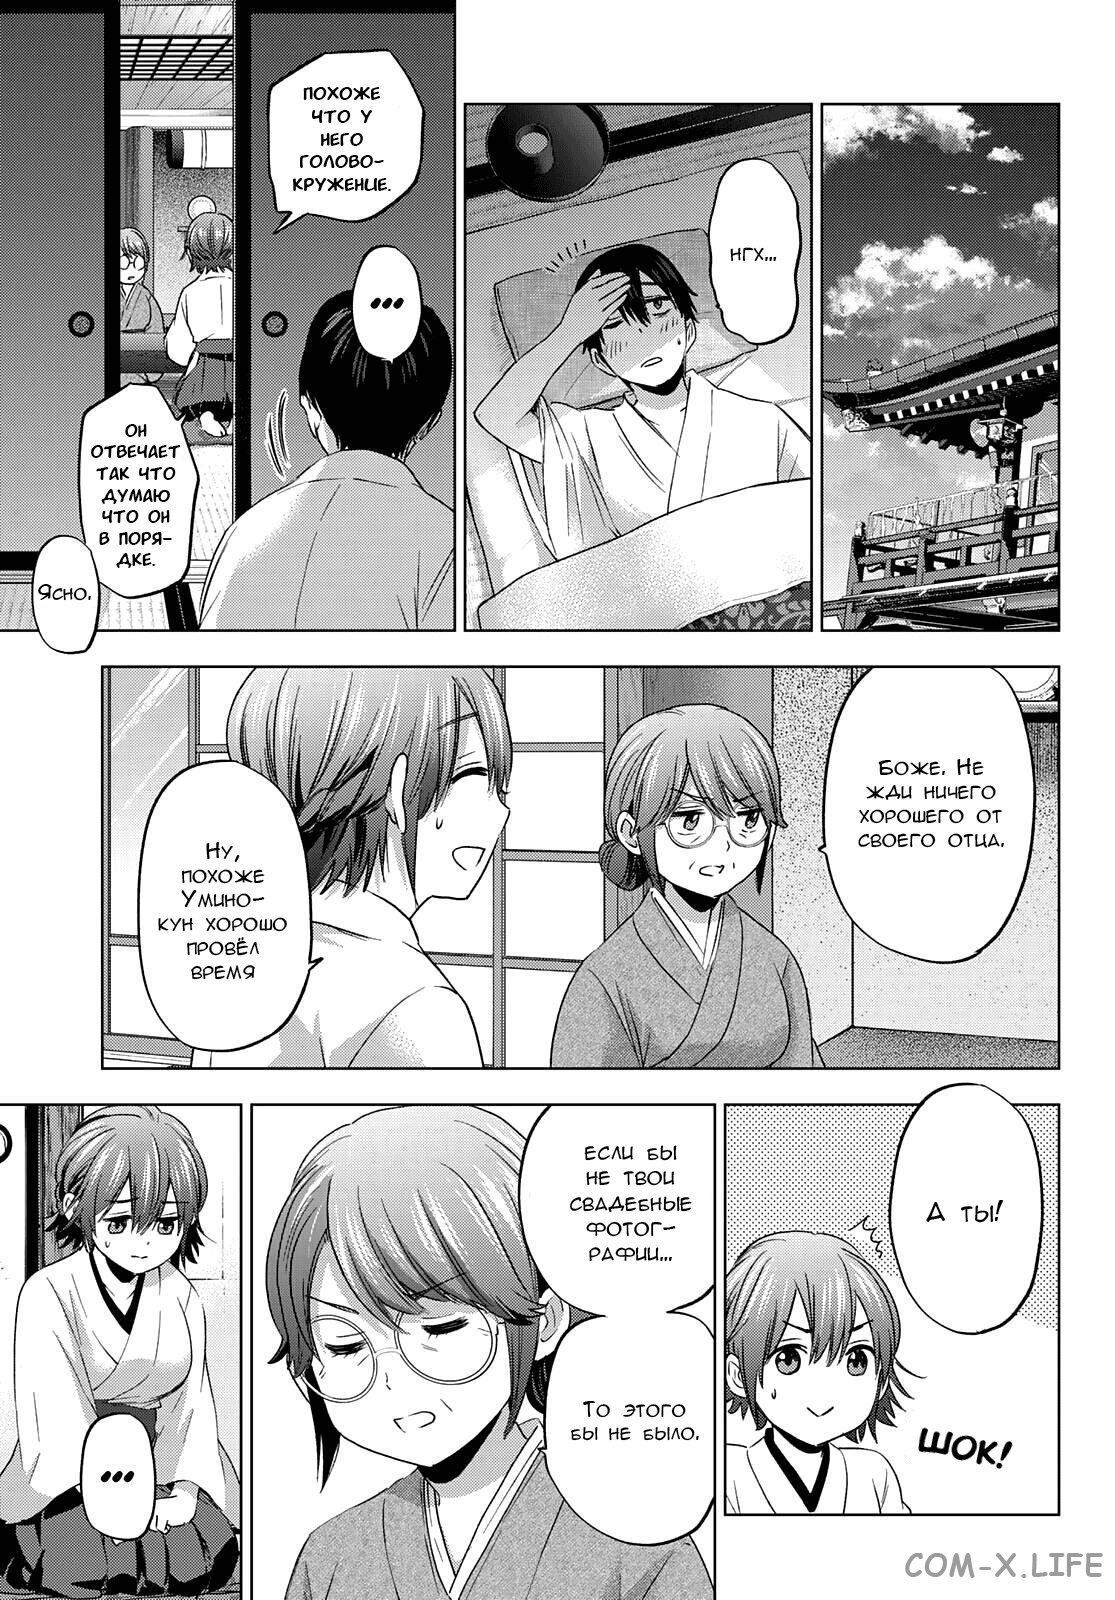 НГХ...
ПОХОЖЕ
ЧТО У
НЕГО
ГОЛОВО-
КРУЖЕНИЕ.
...
ОН
ОТВЕЧАЕТ
ТАК ЧТО
ДУМАЮ
ЧТО ОН
В ПОРЯ-
ДКЕ.
ЯСНО.
БОЖЕ. НЕ
ЖДИ НИЧЕГО
ХОРОШЕГО ОТ
СВОЕГО ОТЦА.
НУ,
ПОХОЖЕ
УМИНО-
КУН ХОРОШО
ПРОВЁЛ
ВРЕМЯ
А ТЫ!
ШОК!
ЕСЛИ БЫ
НЕ ТВОИ
СВАДЕБНЫЕ
ФОТОГ-
РАФИИ...
ТО ЭТОГО
БЫ НЕ БЫЛО.
...
COM-X.LIFE